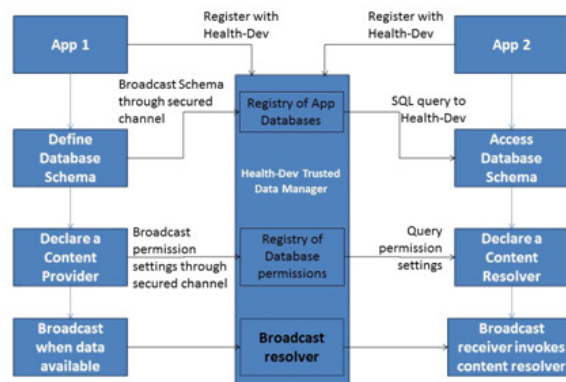 App 1
Register with
Health-Dev
Register with
Health-Dev
App 2
Broadcast Schema
through secured
channel
Registry of App
Databases
SQL query to
Health-Dev
Define
Database
Schema
Health-Dev Trusted
Data Manager
Access
Database
Schema
Declare a
Content
Provider
Broadcast
permission
settings through
secured channel
Registry of
Database
permissions
Query
permission
settings
Declare a
Content
Resolver
Broadcast
when data
available
Broadcast
resolver
Broadcast
receiver invokes
content resolver